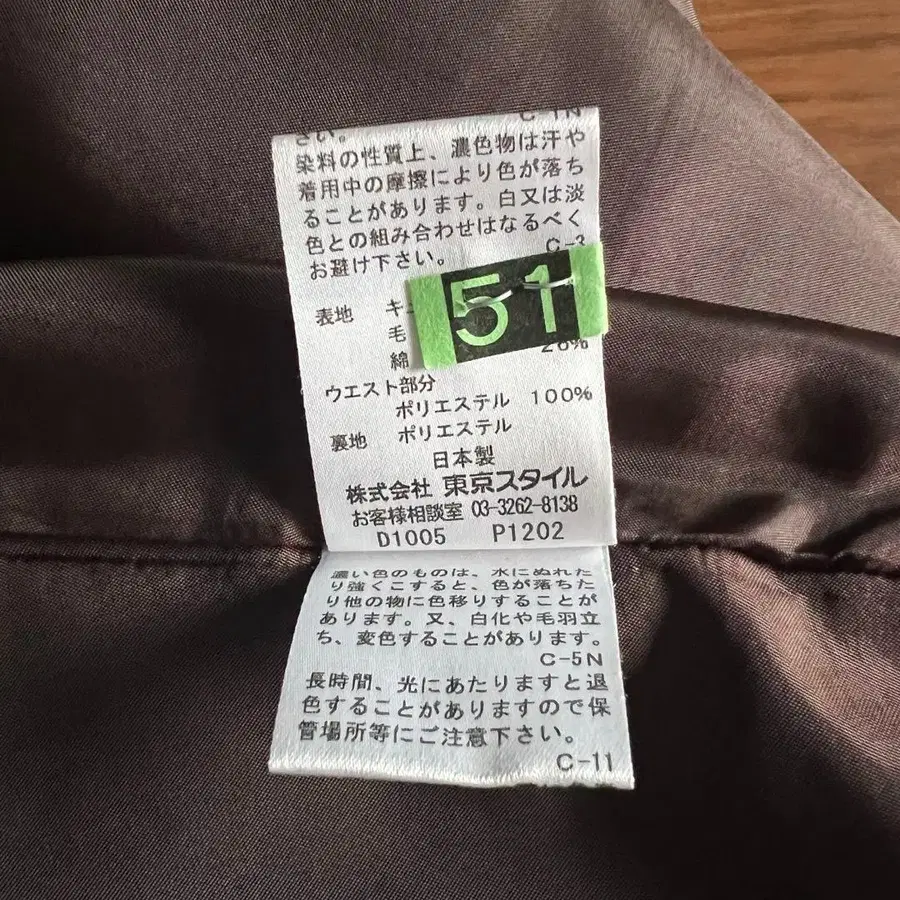 さい。 C-1N
染料の性質上、濃色物は汗や
着用中の摩擦により色が落ち
ることがあります。白又は淡
色との組み合わせはなるべく
お避け下さい。 C-3
51
表地 キ
毛
綿 26%
ウエスト部分
ポリエステル 100%
裏地 ポリエステル
日本製
株式会社 東京スタイル
お客様相談室 03-3262-8138
D1005 P1202
濃い色のものは、水にぬれた
り強くこすると、色が落ちた
り他の物に色移りすることが
あります。又、白化や毛羽立
ち、変色することがあります。
C-5N
長時間、光にあたりますと退
色することがありますので保
管場所等にご注意下さい。
C-11